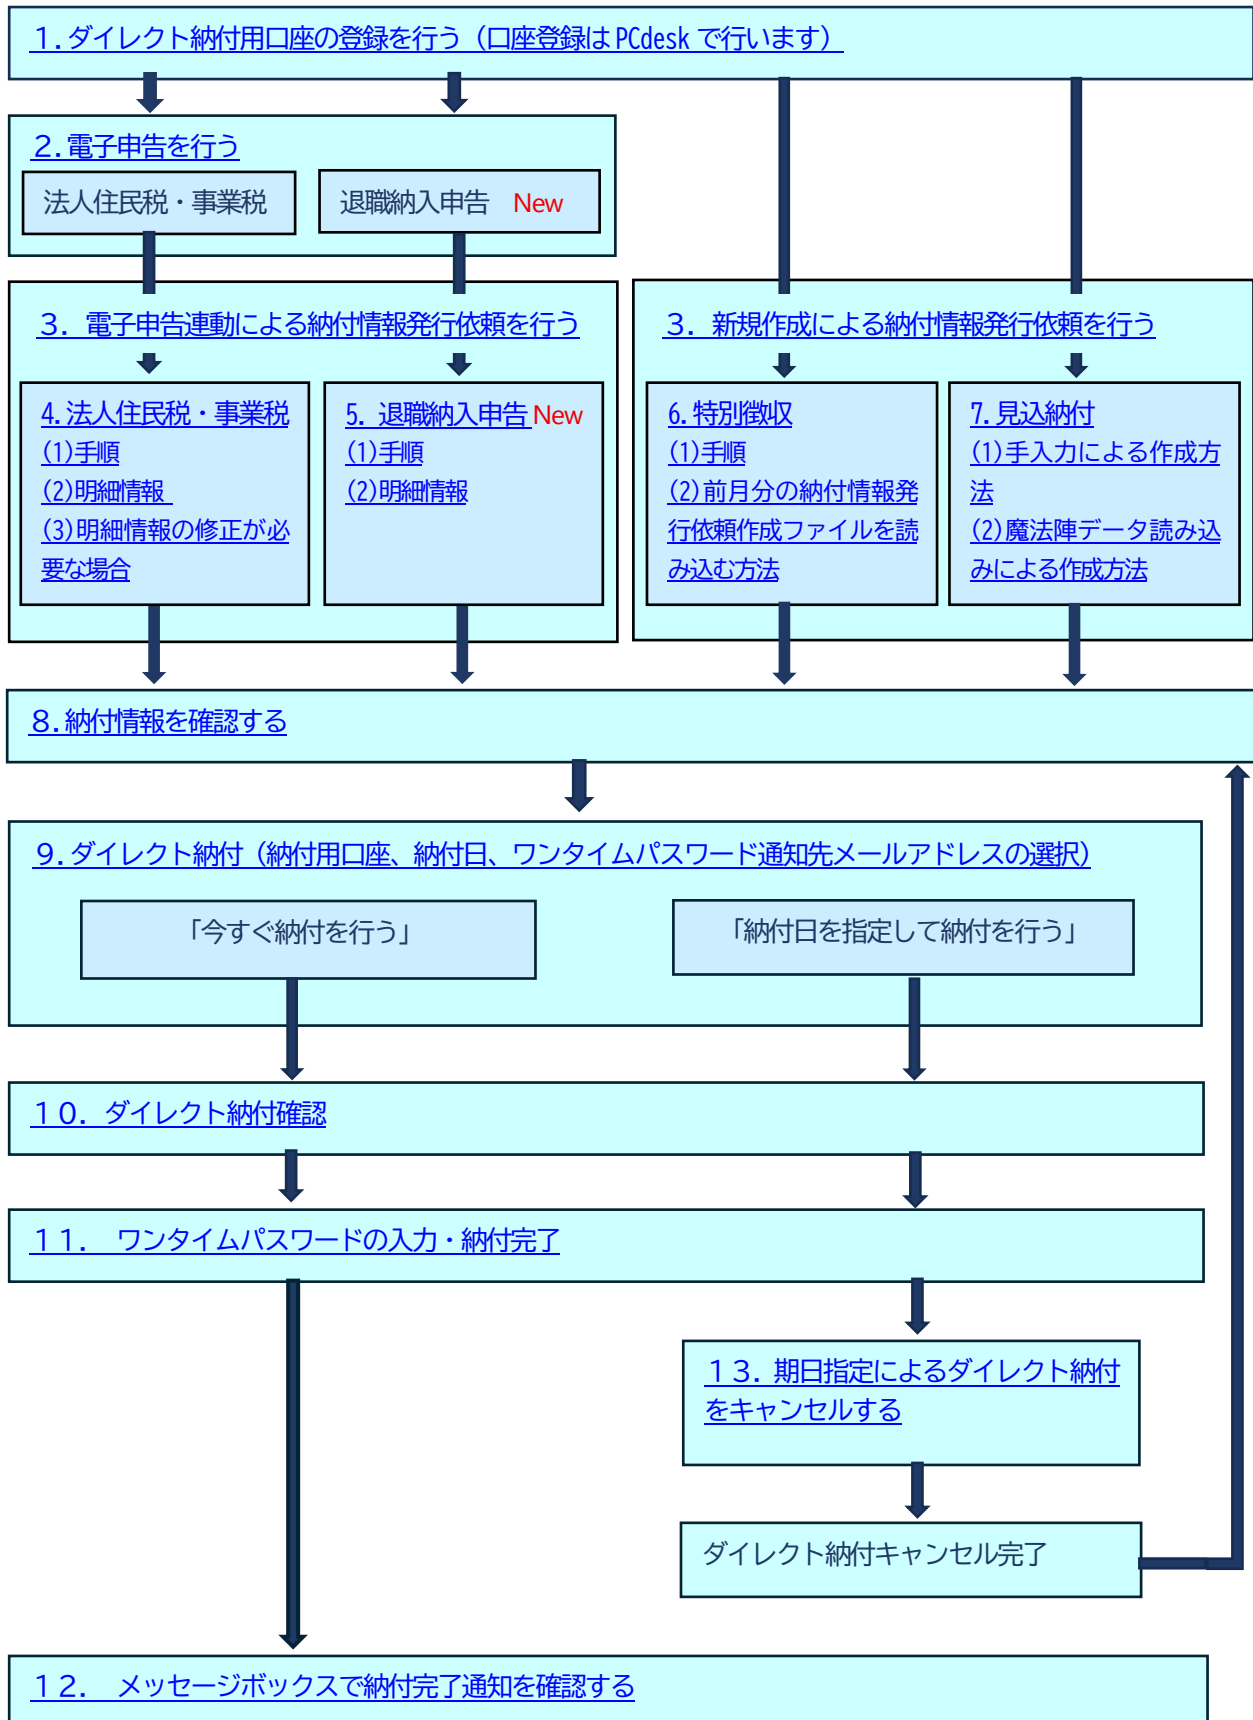 １．ダイレクト納付用口座の登録を行う（口座登録は PCdesk で行います）
２．電子申告を行う
法人住民税・事業税
退職納入申告　New
３．電子申告連動による納付情報発行依頼を行う
4.法人住民税・事業税
(1)手順
(2)明細情報
(3)明細情報の修正が必
要な場合
5. 退職納入申告 New
(1)手順
(2)明細情報
３．新規作成による納付情報発行依頼を行う
6.特別徴収
(1)手順
(2)前月分の納付情報発
行依頼作成ファイルを読
み込む方法
7.見込納付
(1)手入力による作成方
法
(2)魔法陣データ読み込
みによる作成方法
８．納付情報を確認する
９．ダイレクト納付（納付用口座、納付日、ワンタイムパスワード通知先メールアドレスの選択）
「今すぐ納付を行う」
「納付日を指定して納付を行う」
１０．ダイレクト納付確認
１１．　ワンタイムパスワードの入力・納付完了
１３．期日指定によるダイレクト納付
をキャンセルする
ダイレクト納付キャンセル完了
１２．　メッセージボックスで納付完了通知を確認する